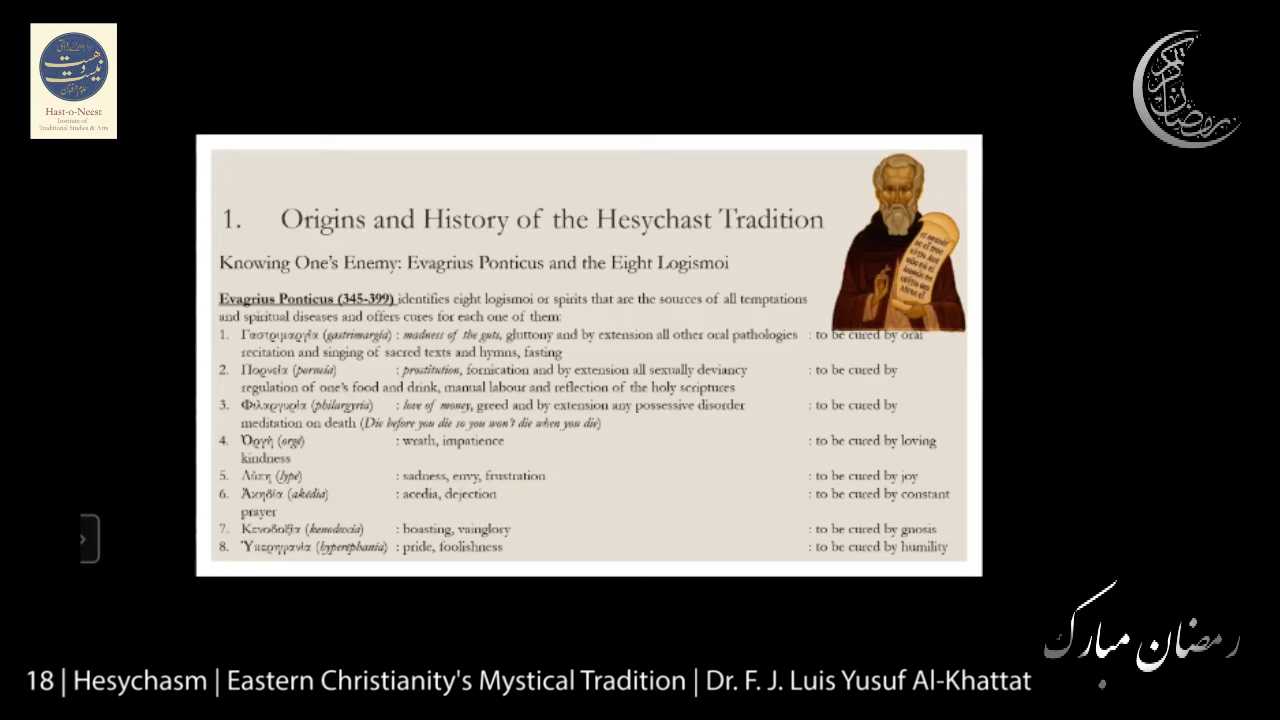 نیست و هست
Hast-o-Neest
Institute of
Traditional Studies & Arts
1. Origins and History of the Hesychast Tradition
Knowing One's Enemy: Evagrius Ponticus and the Eight Logismoi
Evagrius Ponticus (345-399) identifies eight logismoi or spirits that are the sources of all temptations
and spiritual diseases and offers cures for each one of them:
1. Γαστριμαργία (gastrimargia) : madness of the guts, gluttony and by extension all other oral pathologies : to be cured by oral
recitation and singing of sacred texts and hymns, fasting
2. Πορνεία (porneia) : prostitution, fornication and by extension all sexually deviancy : to be cured by
regulation of one's food and drink, manual labour and reflection of the holy scriptures
3. Φιλαργυρία (philargyria) : love of money, greed and by extension any possessive disorder : to be cured by
meditation on death (Die before you die so you won't die when you die)
4. Ὀργή (orgē) : wrath, impatience : to be cured by loving
kindness
5. Λύπη (lypē) : sadness, envy, frustration : to be cured by joy
6. Ἀκηδία (akēdia) : acedia, dejection : to be cured by constant
prayer
7. Κενοδοξία (kenodoxia) : boasting, vainglory : to be cured by gnosis
8. Ὑπερηφανία (hyperēphania) : pride, foolishness : to be cured by humility
رمضان مبارک
18 | Hesychasm | Eastern Christianity's Mystical Tradition | Dr. F. J. Luis Yusuf Al-Khattat